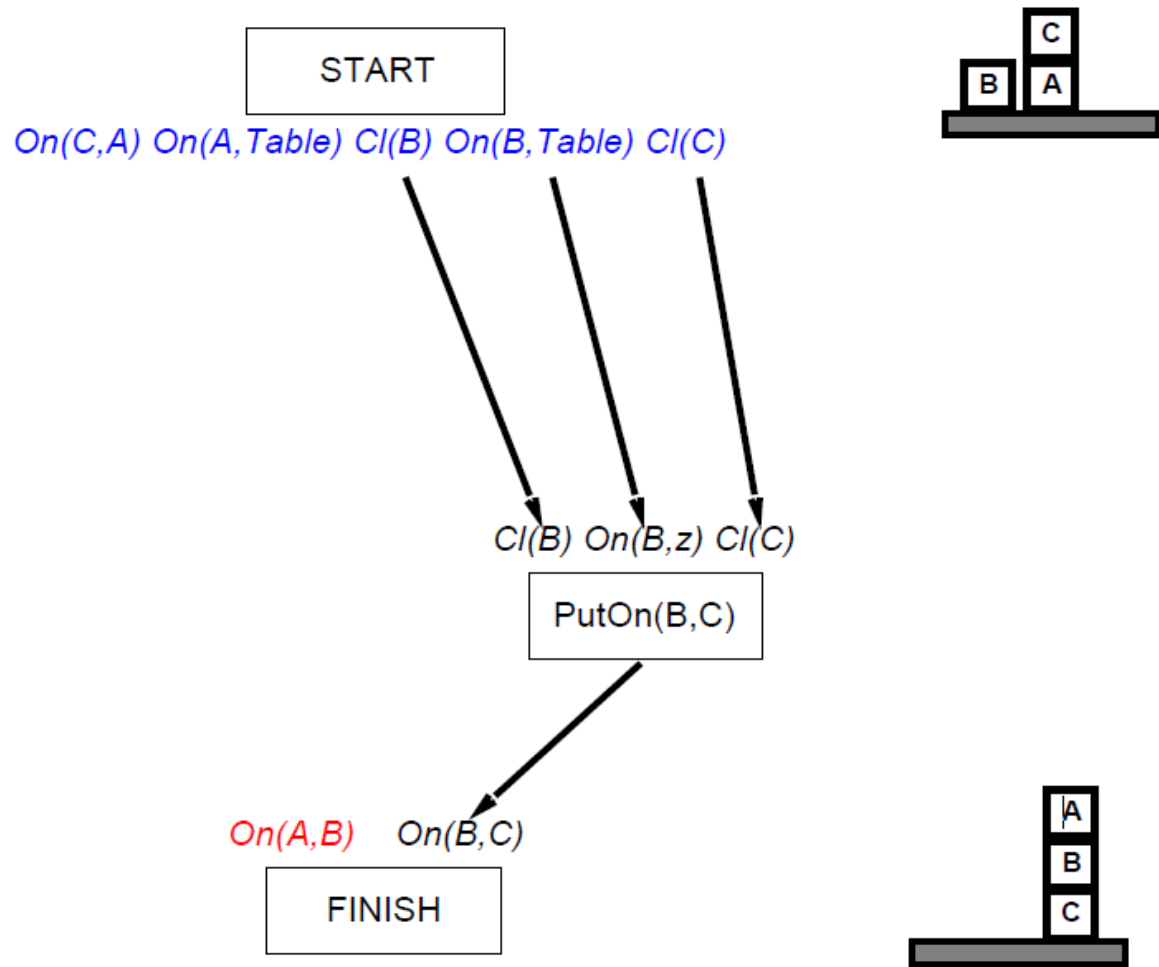 START
On(C,A) On(A,Table) Cl(B) On(B,Table) Cl(C)
C
B A
Cl(B) On(B,z) Cl(C)
PutOn(B,C)
On(A,B) On(B,C)
FINISH
A
B
C